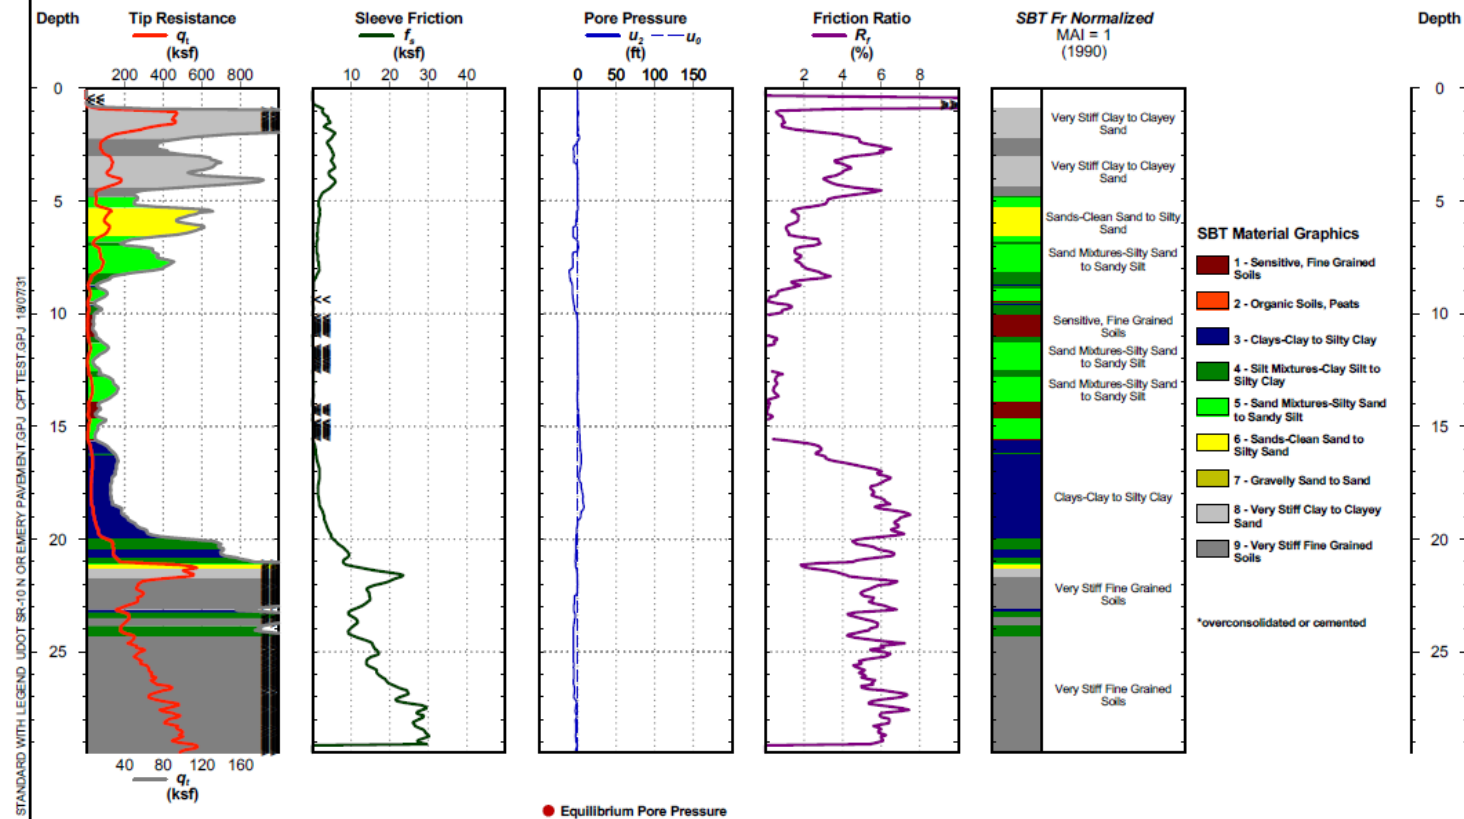 Depth
Tip Resistance
qt
(ksf)
200 400 600 800
Sleeve Friction
fs
(ksf)
10 20 30 40
Pore Pressure
u2 u0
(ft)
0 50 100 150
Friction Ratio
Rf
(%)
2 4 6 8
SBT Fr Normalized
MAI = 1
(1990)
Depth
0
5
10
15
20
25
Very Stiff Clay to Clayey
Sand
Very Stiff Clay to Clayey
Sand
Sands-Clean Sand to Silty
Sand
Sand Mixtures-Silty Sand
to Sandy Silt
Sensitive, Fine Grained
Soils
Sand Mixtures-Silty Sand
to Sandy Silt
Sand Mixtures-Silty Sand
to Sandy Silt
Clays-Clay to Silty Clay
Very Stiff Fine Grained
Soils
Very Stiff Fine Grained
Soils
SBT Material Graphics
1 - Sensitive, Fine Grained
Soils
2 - Organic Soils, Peats
3 - Clays-Clay to Silty Clay
4 - Silt Mixtures-Clay Silt to
Silty Clay
5 - Sand Mixtures-Silty Sand
to Sandy Silt
6 - Sands-Clean Sand to
Silty Sand
7 - Gravelly Sand to Sand
8 - Very Stiff Clay to Clayey
Sand
9 - Very Stiff Fine Grained
Soils
*overconsolidated or cemented
0
5
10
15
20
25
40 80 120 160
qt
(ksf)
Equilibrium Pore Pressure
STANDARD WITH LEGEND UDOT SR-10 N OR EMERY PAVEMENT.GPJ CPT TEST.GPJ 18/07/31